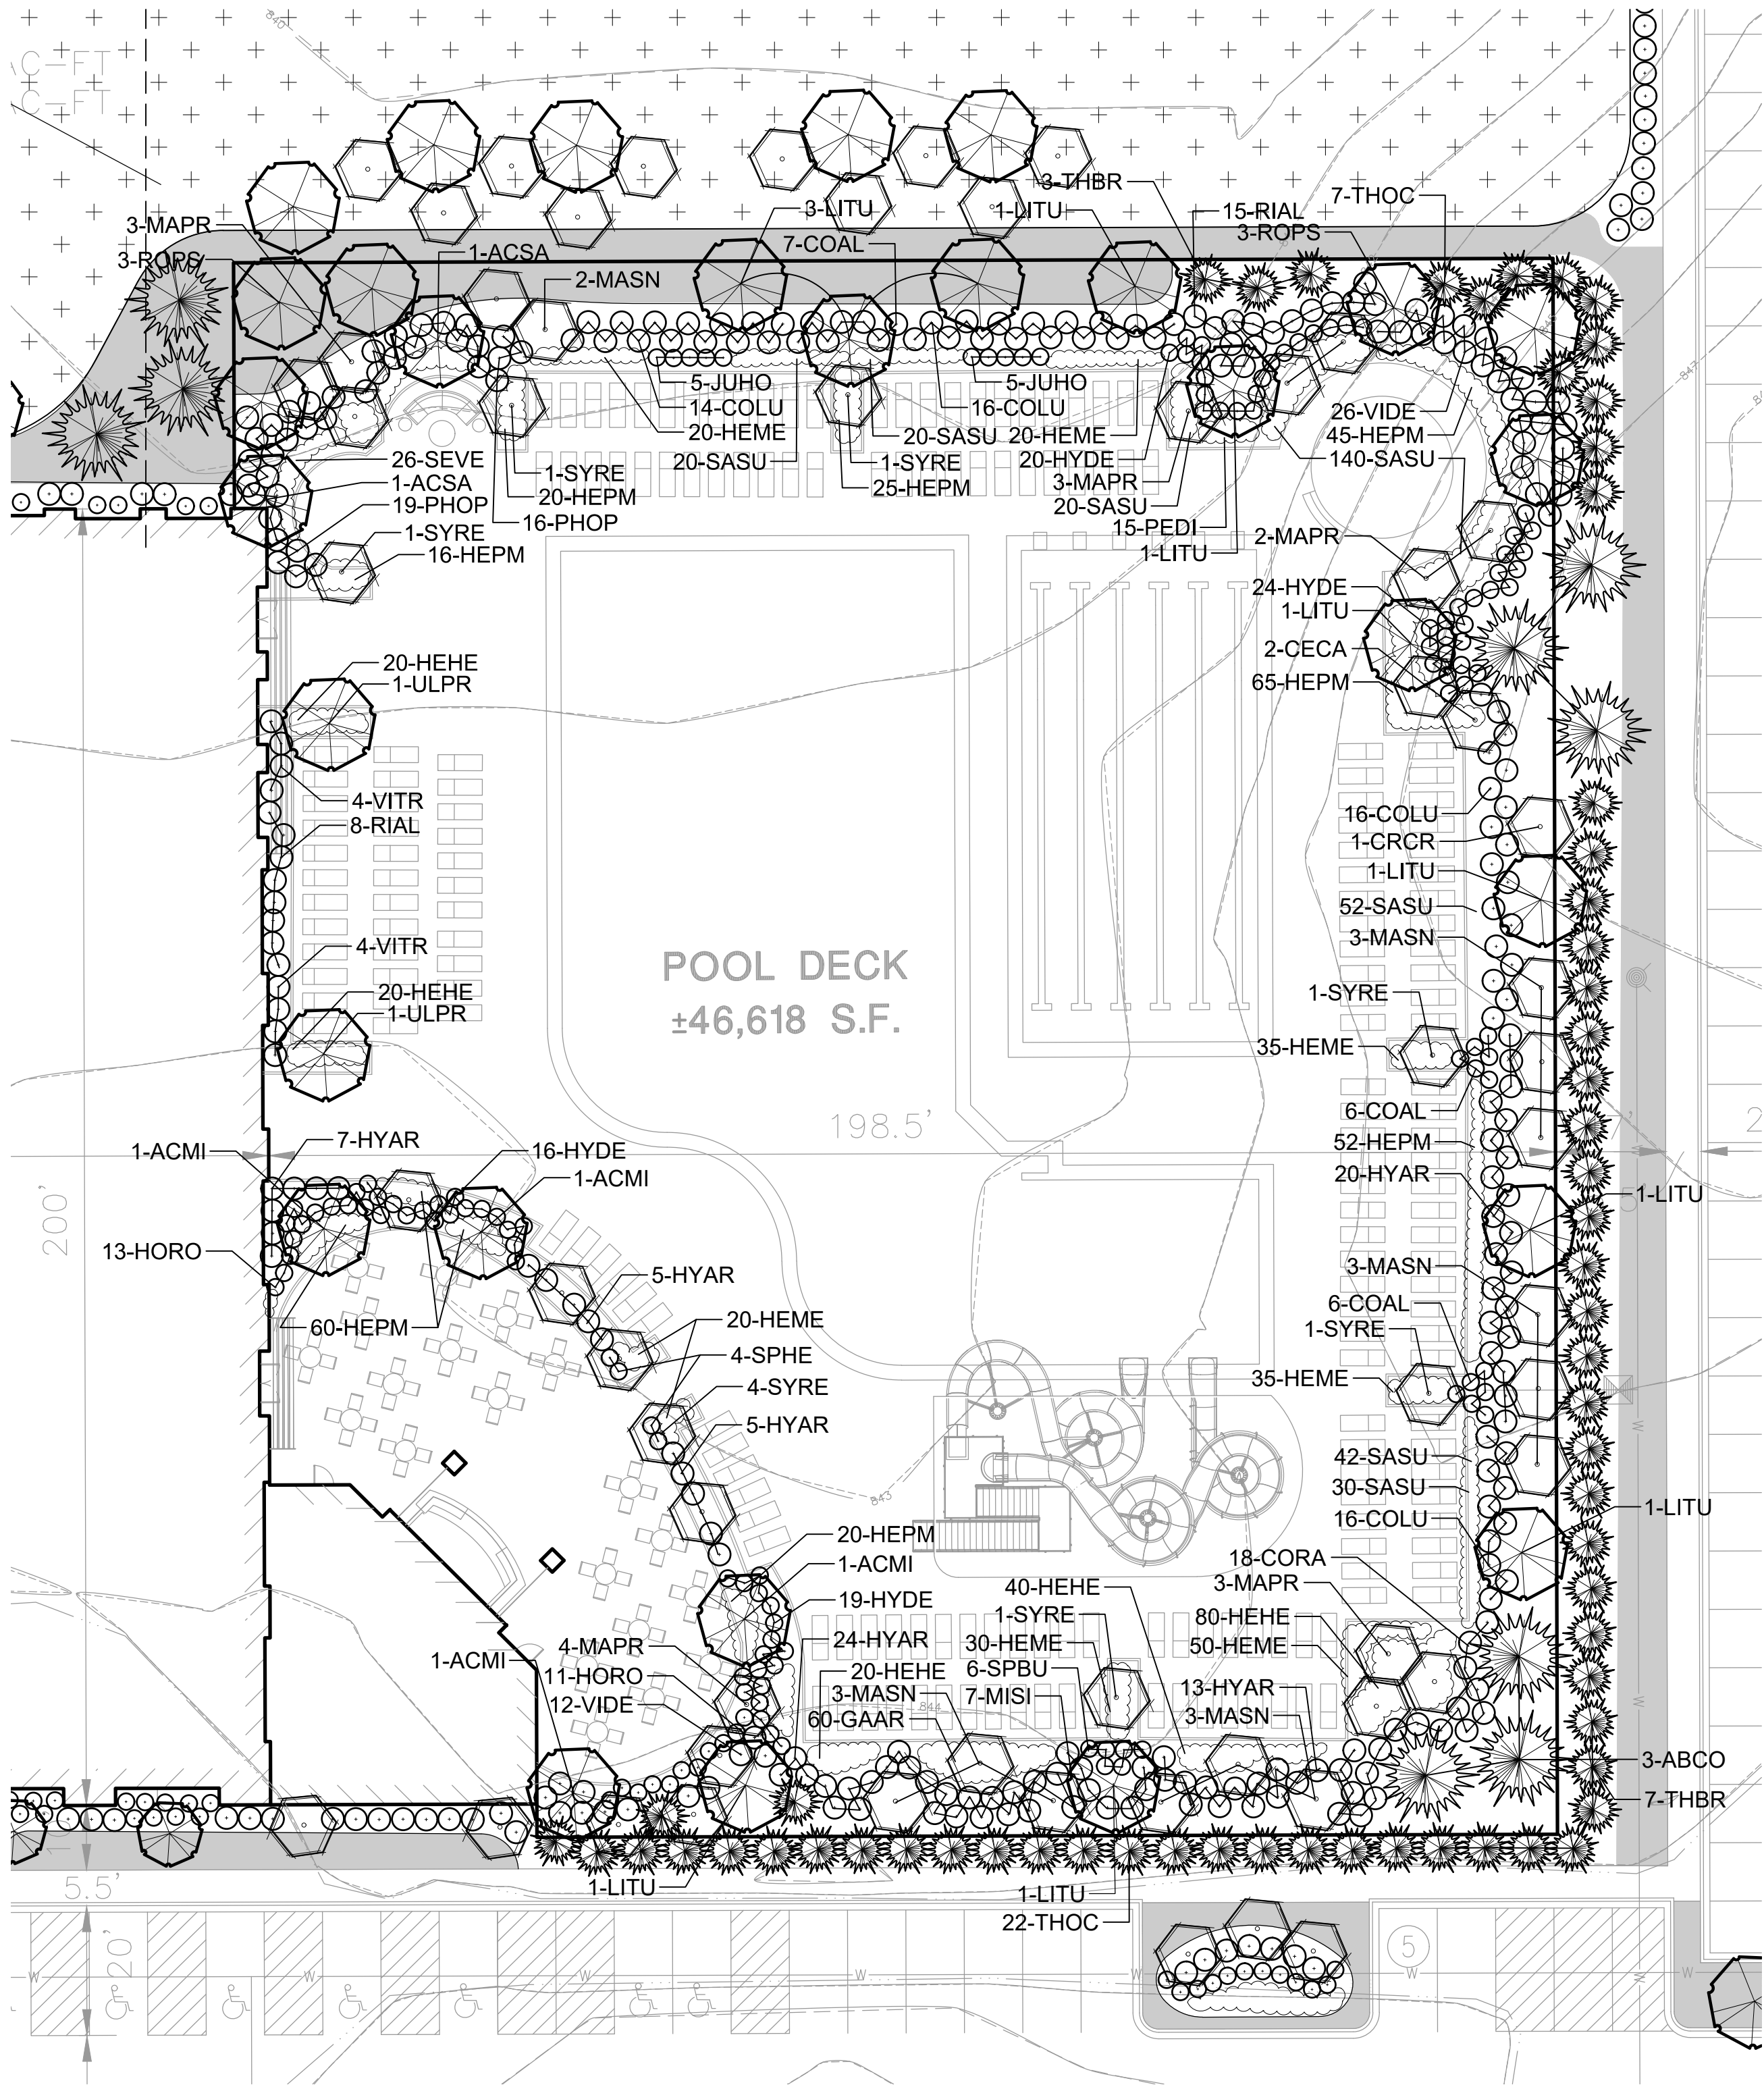 840
AC-FT
C-FT
3-THBR
7-THOC
3-MAPR
3-LITU
1-LITU
15-RIAL
3-ROPS
3-ROPS
1-ACSA
7-COAL
2-MASN
847
5-JUHO
14-COLU
20-HEME
5-JUHO
16-COLU
26-VIDE
45-HEPM
20-SASU
20-HEME
140-SASU
26-SEVE
1-ACSA
19-PHOP
1-SYRE
16-HEPM
1-SYRE
20-HEPM
16-PHOP
20-SASU
1-SYRE
25-HEPM
20-HYDE
3-MAPR
20-SASU
15-PEDI
1-LITU
2-MAPR
24-HYDE
1-LITU
2-CECA
65-HEPM
20-HEHE
1-ULPR
4-VITR
8-RIAL
16-COLU
1-CRCR
1-LITU
52-SASU
3-MASN
4-VITR
20-HEHE
1-ULPR
POOL DECK
±46,618 S.F.
1-SYRE
35-HEME
198.5'
6-COAL
52-HEPM
20-HYAR
1-LITU
1-ACMI
7-HYAR
16-HYDE
1-ACMI
200'
13-HORO
5-HYAR
3-MASN
60-HEPM
20-HEME
6-COAL
1-SYRE
4-SPHE
4-SYRE
35-HEME
5-HYAR
42-SASU
30-SASU
16-COLU
1-LITU
843
20-HEPM
1-ACMI
19-HYDE
18-CORA
3-MAPR
40-HEHE
1-SYRE
80-HEHE
50-HEME
4-MAPR
24-HYAR
30-HEME
1-ACMI
11-HORO
20-HEHE
6-SPBU
12-VIDE
3-MASN
7-MISI
13-HYAR
60-GAAR
844
3-MASN
3-ABCO
7-THBR
5.5'
1-LITU
1-LITU
22-THOC
20'
5
W W W W W W W